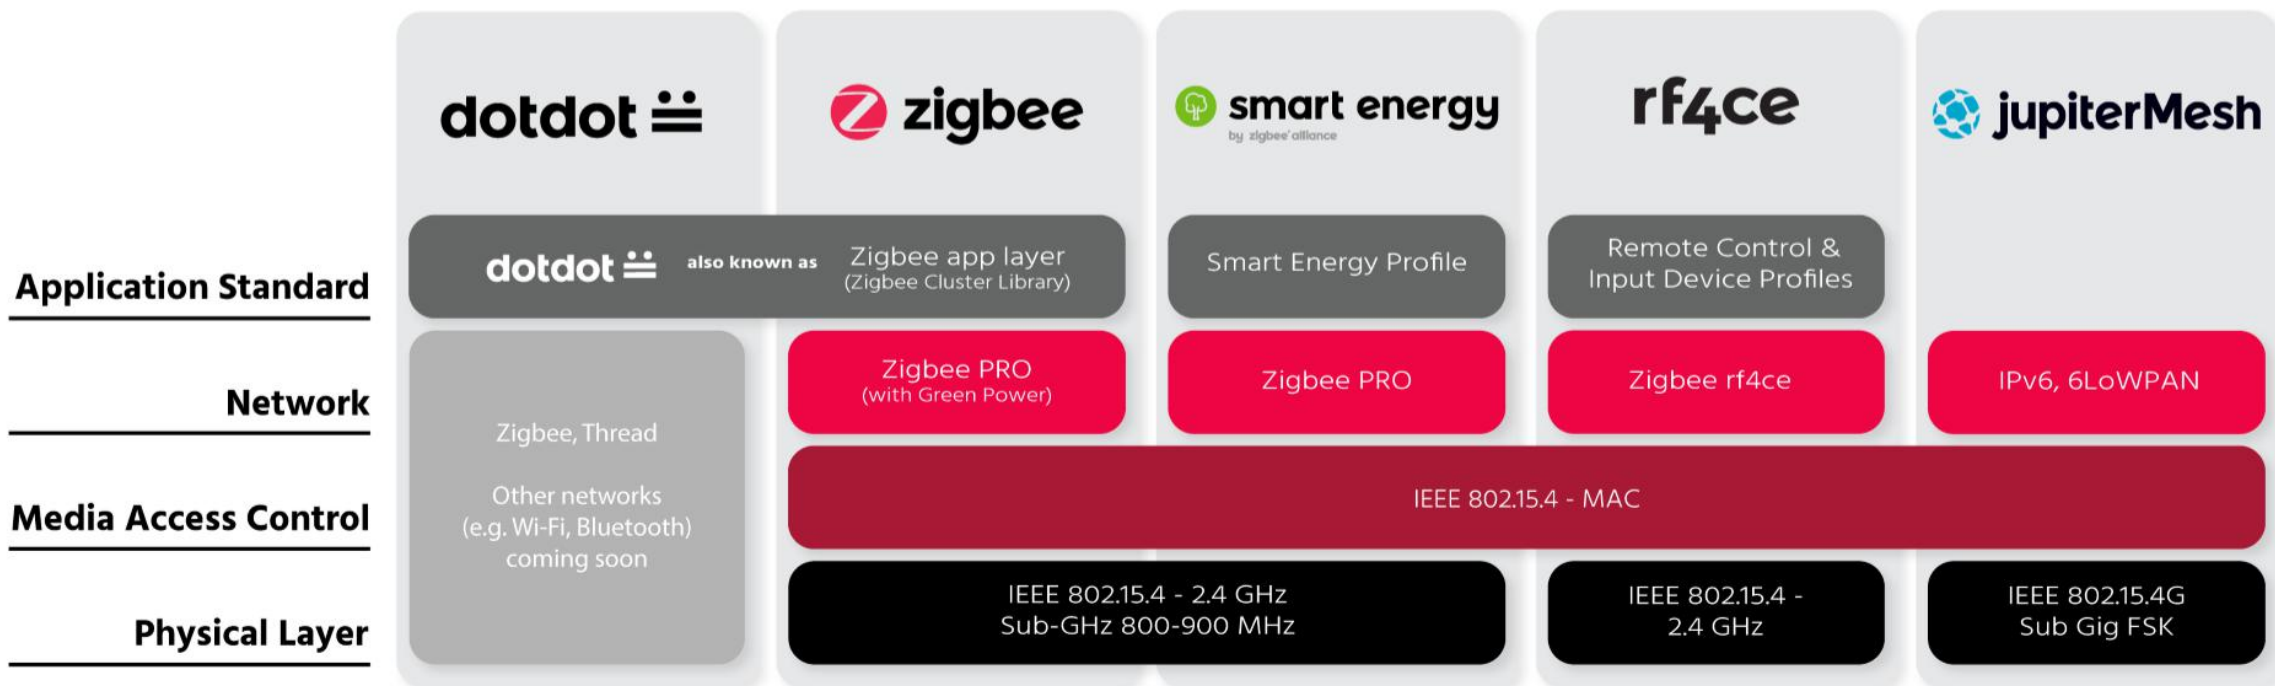 dotdot
zigbee
smart energy
by zigbee alliance
rf4ce
jupiterMesh
Application Standard
dotdot also known as Zigbee app layer
(Zigbee Cluster Library)
Smart Energy Profile
Remote Control &
Input Device Profiles
Network
Zigbee PRO
(with Green Power)
Zigbee PRO
Zigbee rf4ce
IPv6, 6LoWPAN
Zigbee, Thread
Other networks
(e.g. Wi-Fi, Bluetooth)
coming soon
Media Access Control
IEEE 802.15.4 - MAC
Physical Layer
IEEE 802.15.4 - 2.4 GHz
Sub-GHz 800-900 MHz
IEEE 802.15.4 -
2.4 GHz
IEEE 802.15.4G
Sub Gig FSK